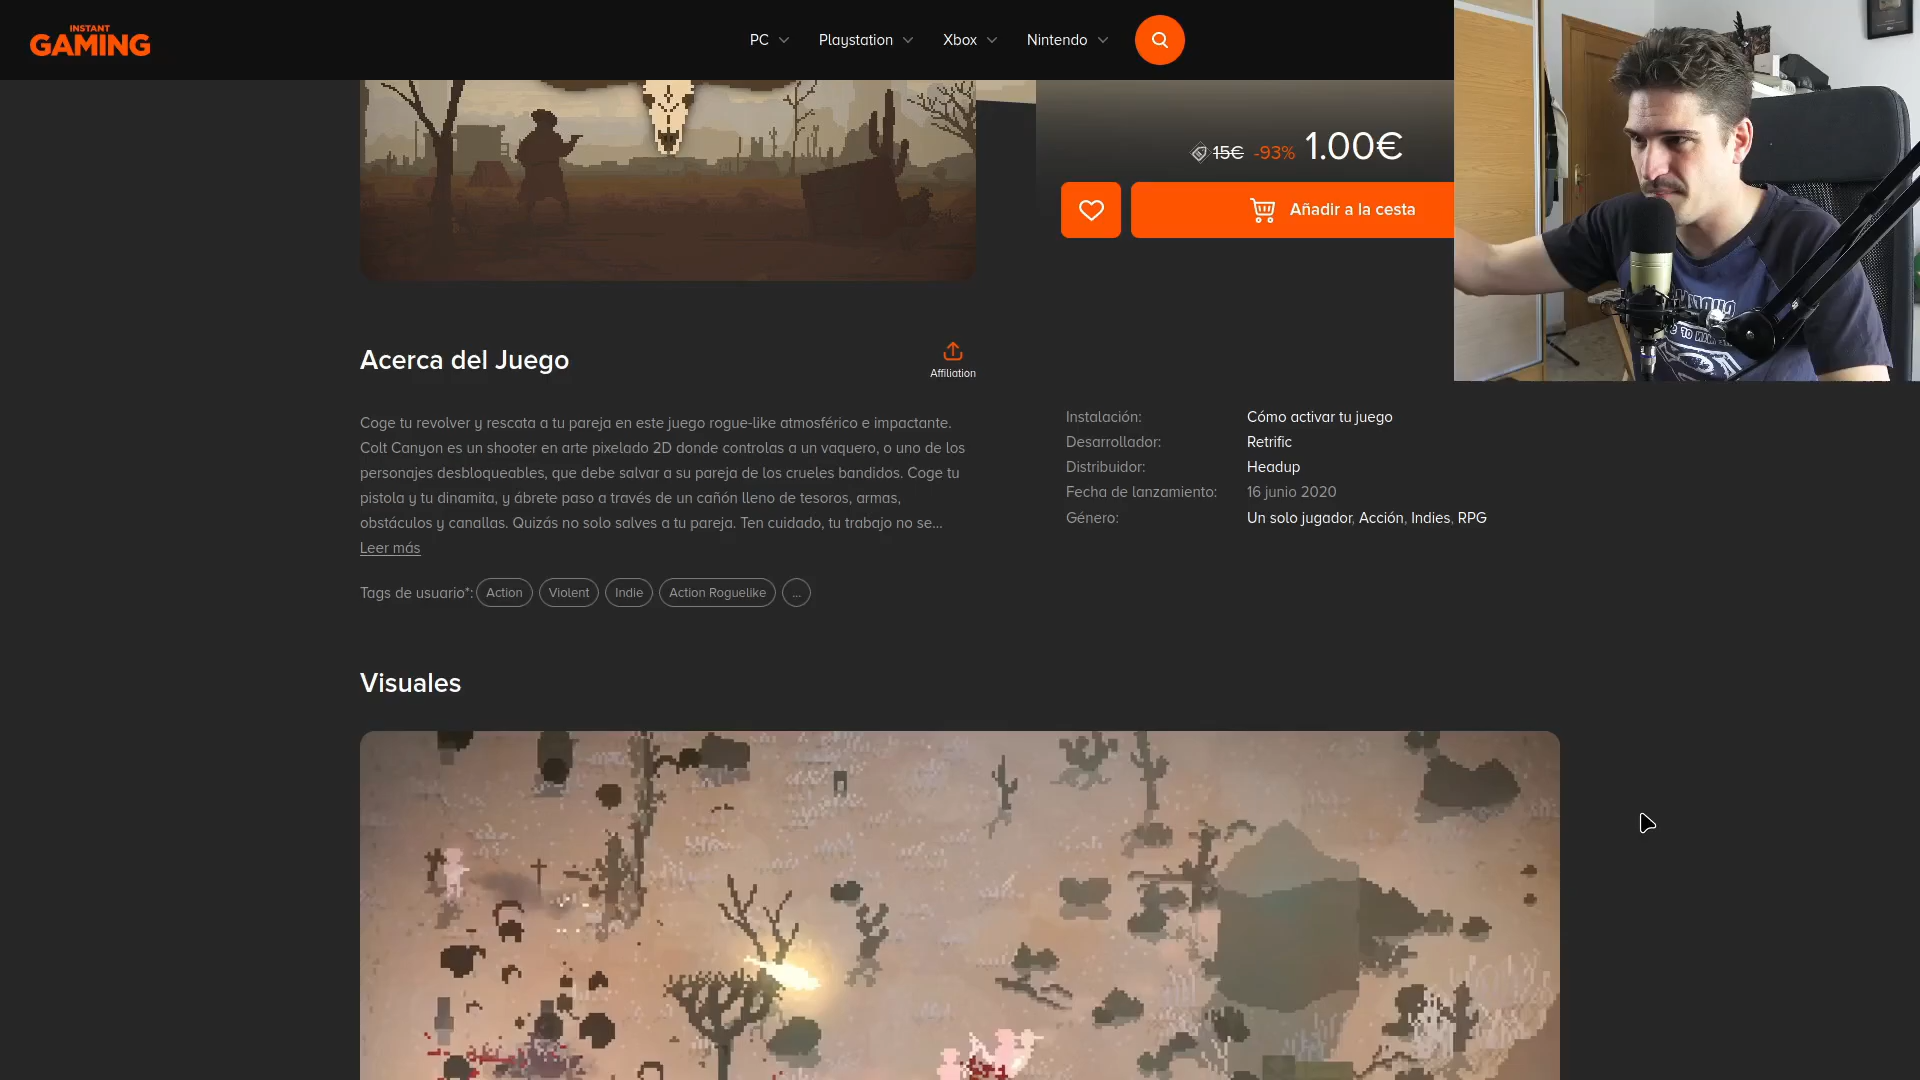 INSTANT
GAMING
PC
Playstation
Xbox
Nintendo
15€ -93% 1.00€
Añadir a la cesta
Acerca del Juego
Affiliation
Coge tu revolver y rescata a tu pareja en este juego rogue-like atmosférico e impactante.
Colt Canyon es un shooter en arte pixelado 2D donde controlas a un vaquero, o uno de los
personajes desbloqueables, que debe salvar a su pareja de los crueles bandidos. Coge tu
pistola y tu dinamita, y ábrete paso a través de un cañón lleno de tesoros, armas,
obstáculos y canallas. Quizás no solo salves a tu pareja. Ten cuidado, tu trabajo no se...
Leer más
Tags de usuario*: Action Violent Indie Action Roguelike ...
Instalación: Cómo activar tu juego
Desarrollador: Retrific
Distribuidor: Headup
Fecha de lanzamiento: 16 junio 2020
Género: Un solo jugador, Acción, Indies, RPG
Visuales